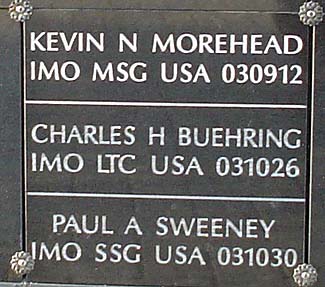 KEVIN N MOREHEAD
IMO MSG USA 030912
CHARLES H BUEHRING
IMO LTC USA 031026
PAUL A SWEENEY
IMO SSG USA 031030